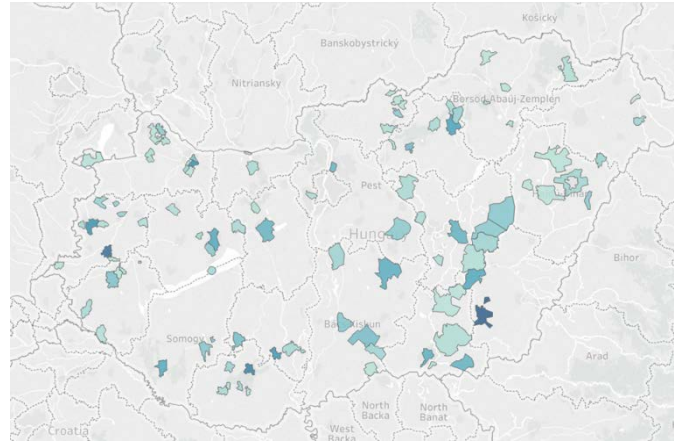 Košický
Banskobystrický
Nitriansky
Borsod-Abaúj-Zemplén
Pest
Hungary
Bihor
Bács-Kiskun
Somogy
Arad
North
Backa
North
Banat
West
Backa
Croatia